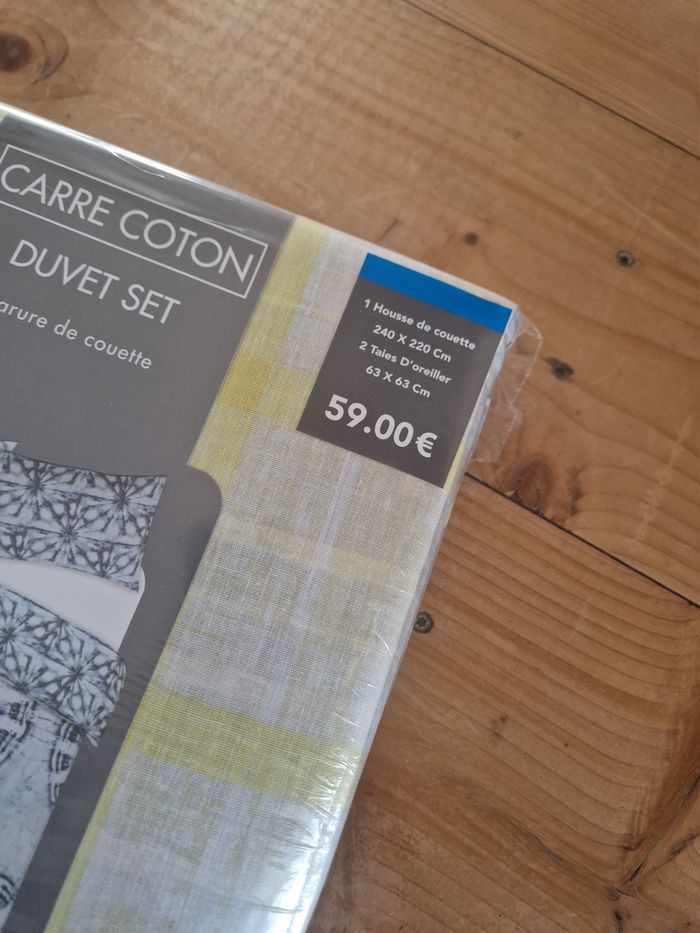 CARRE COTON
DUVET SET
arure de couette
1 Housse de couette
240 X 220 Cm
2 Taies D'oreiller
63 X 63 Cm
59.00€